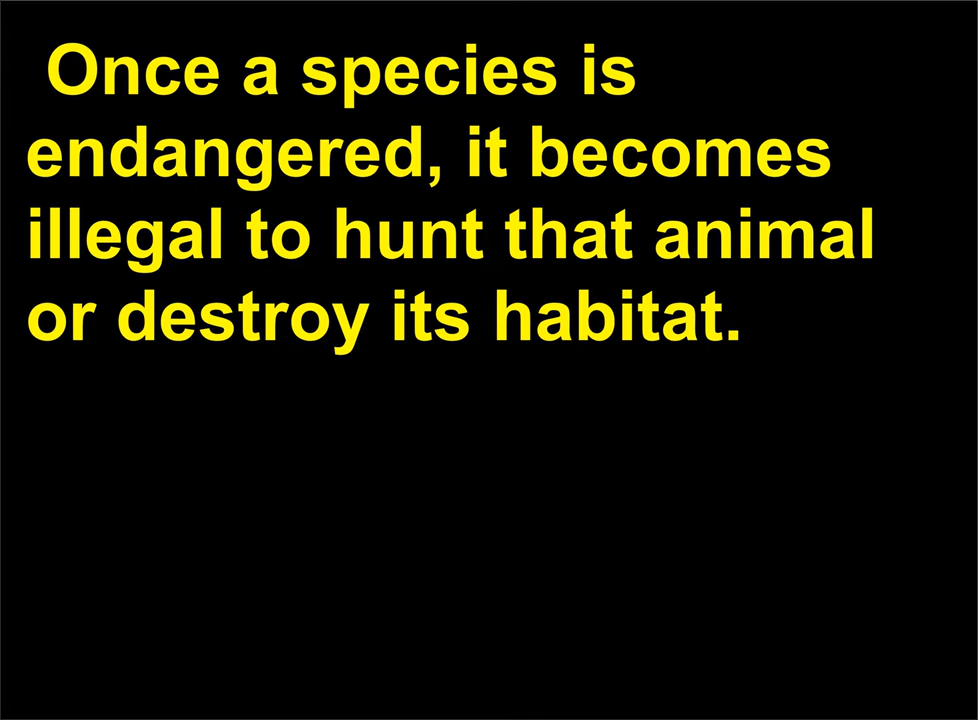 Once a species is
endangered, it becomes
illegal to hunt that animal
or destroy its habitat.